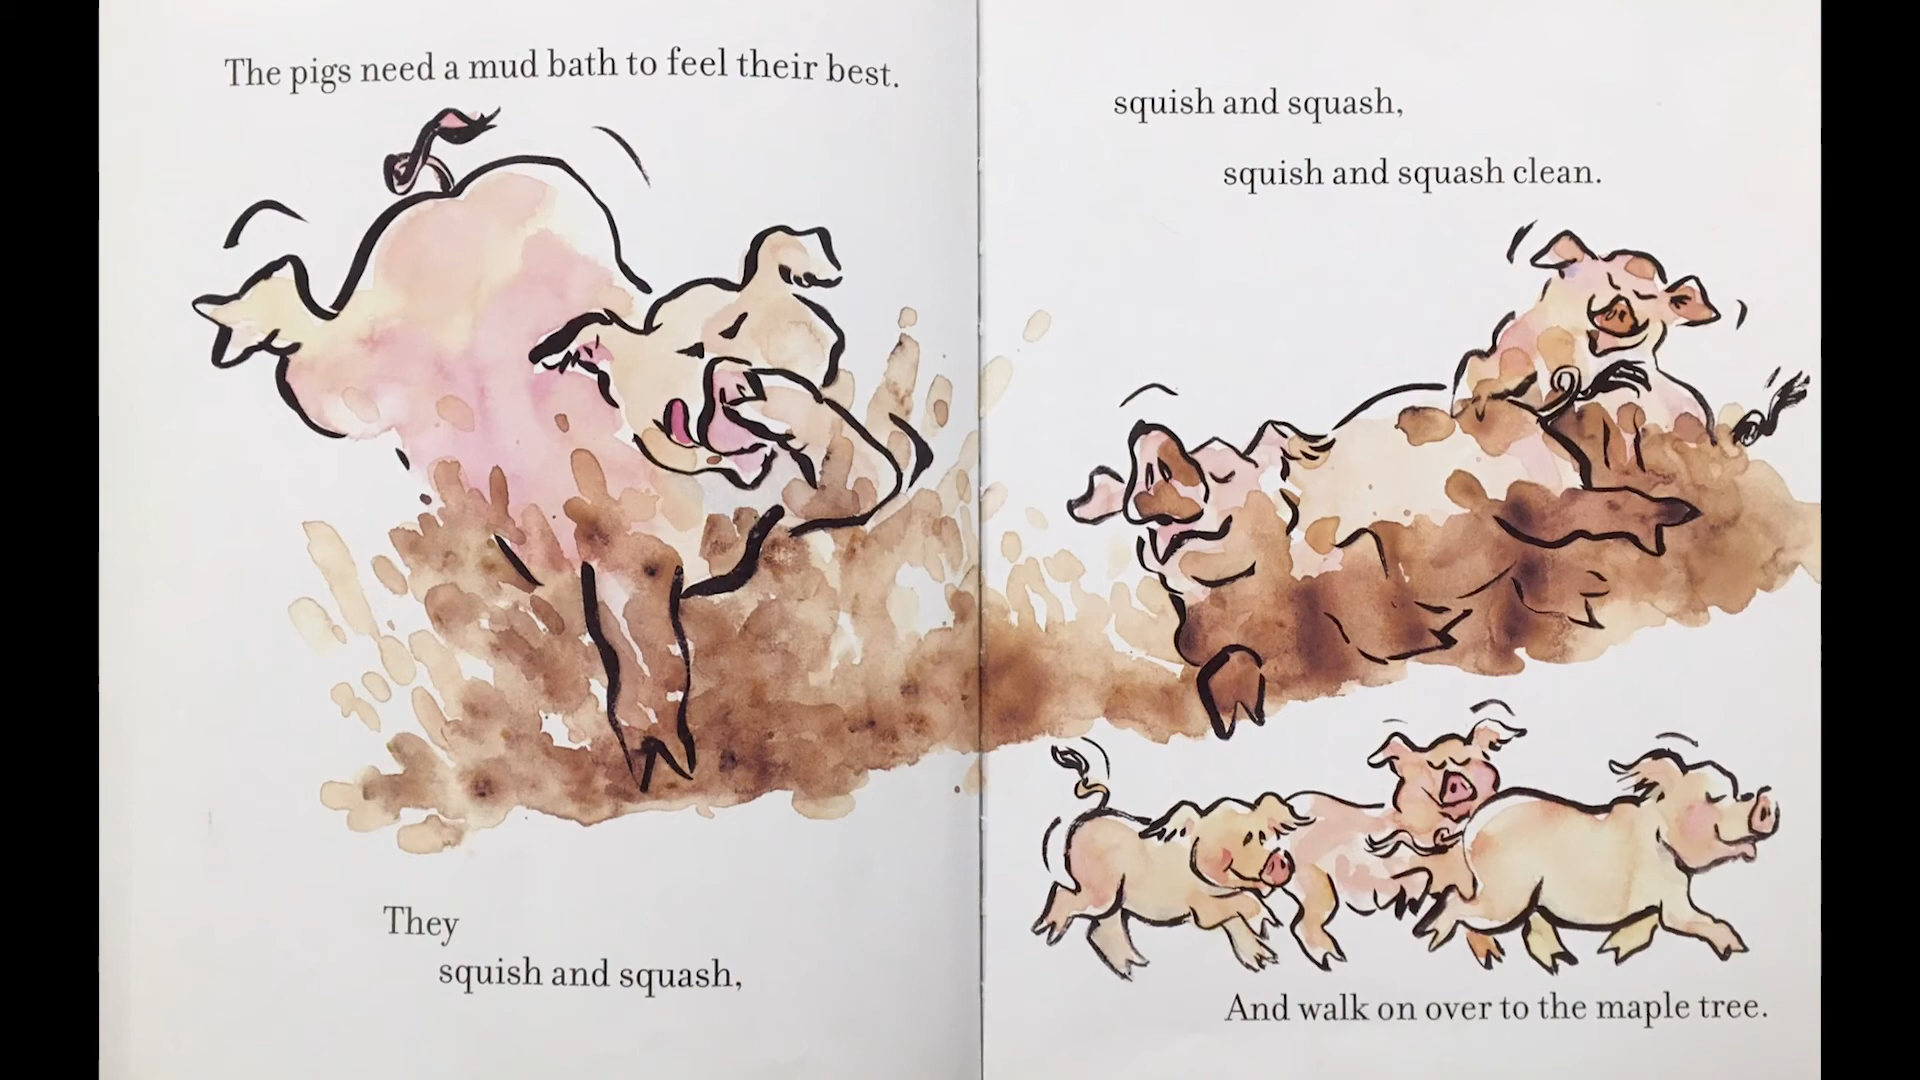 The pigs need a mud bath to feel their best.
They
squish and squash,
squish and squash,
squish and squash clean.
And walk on over to the maple tree.